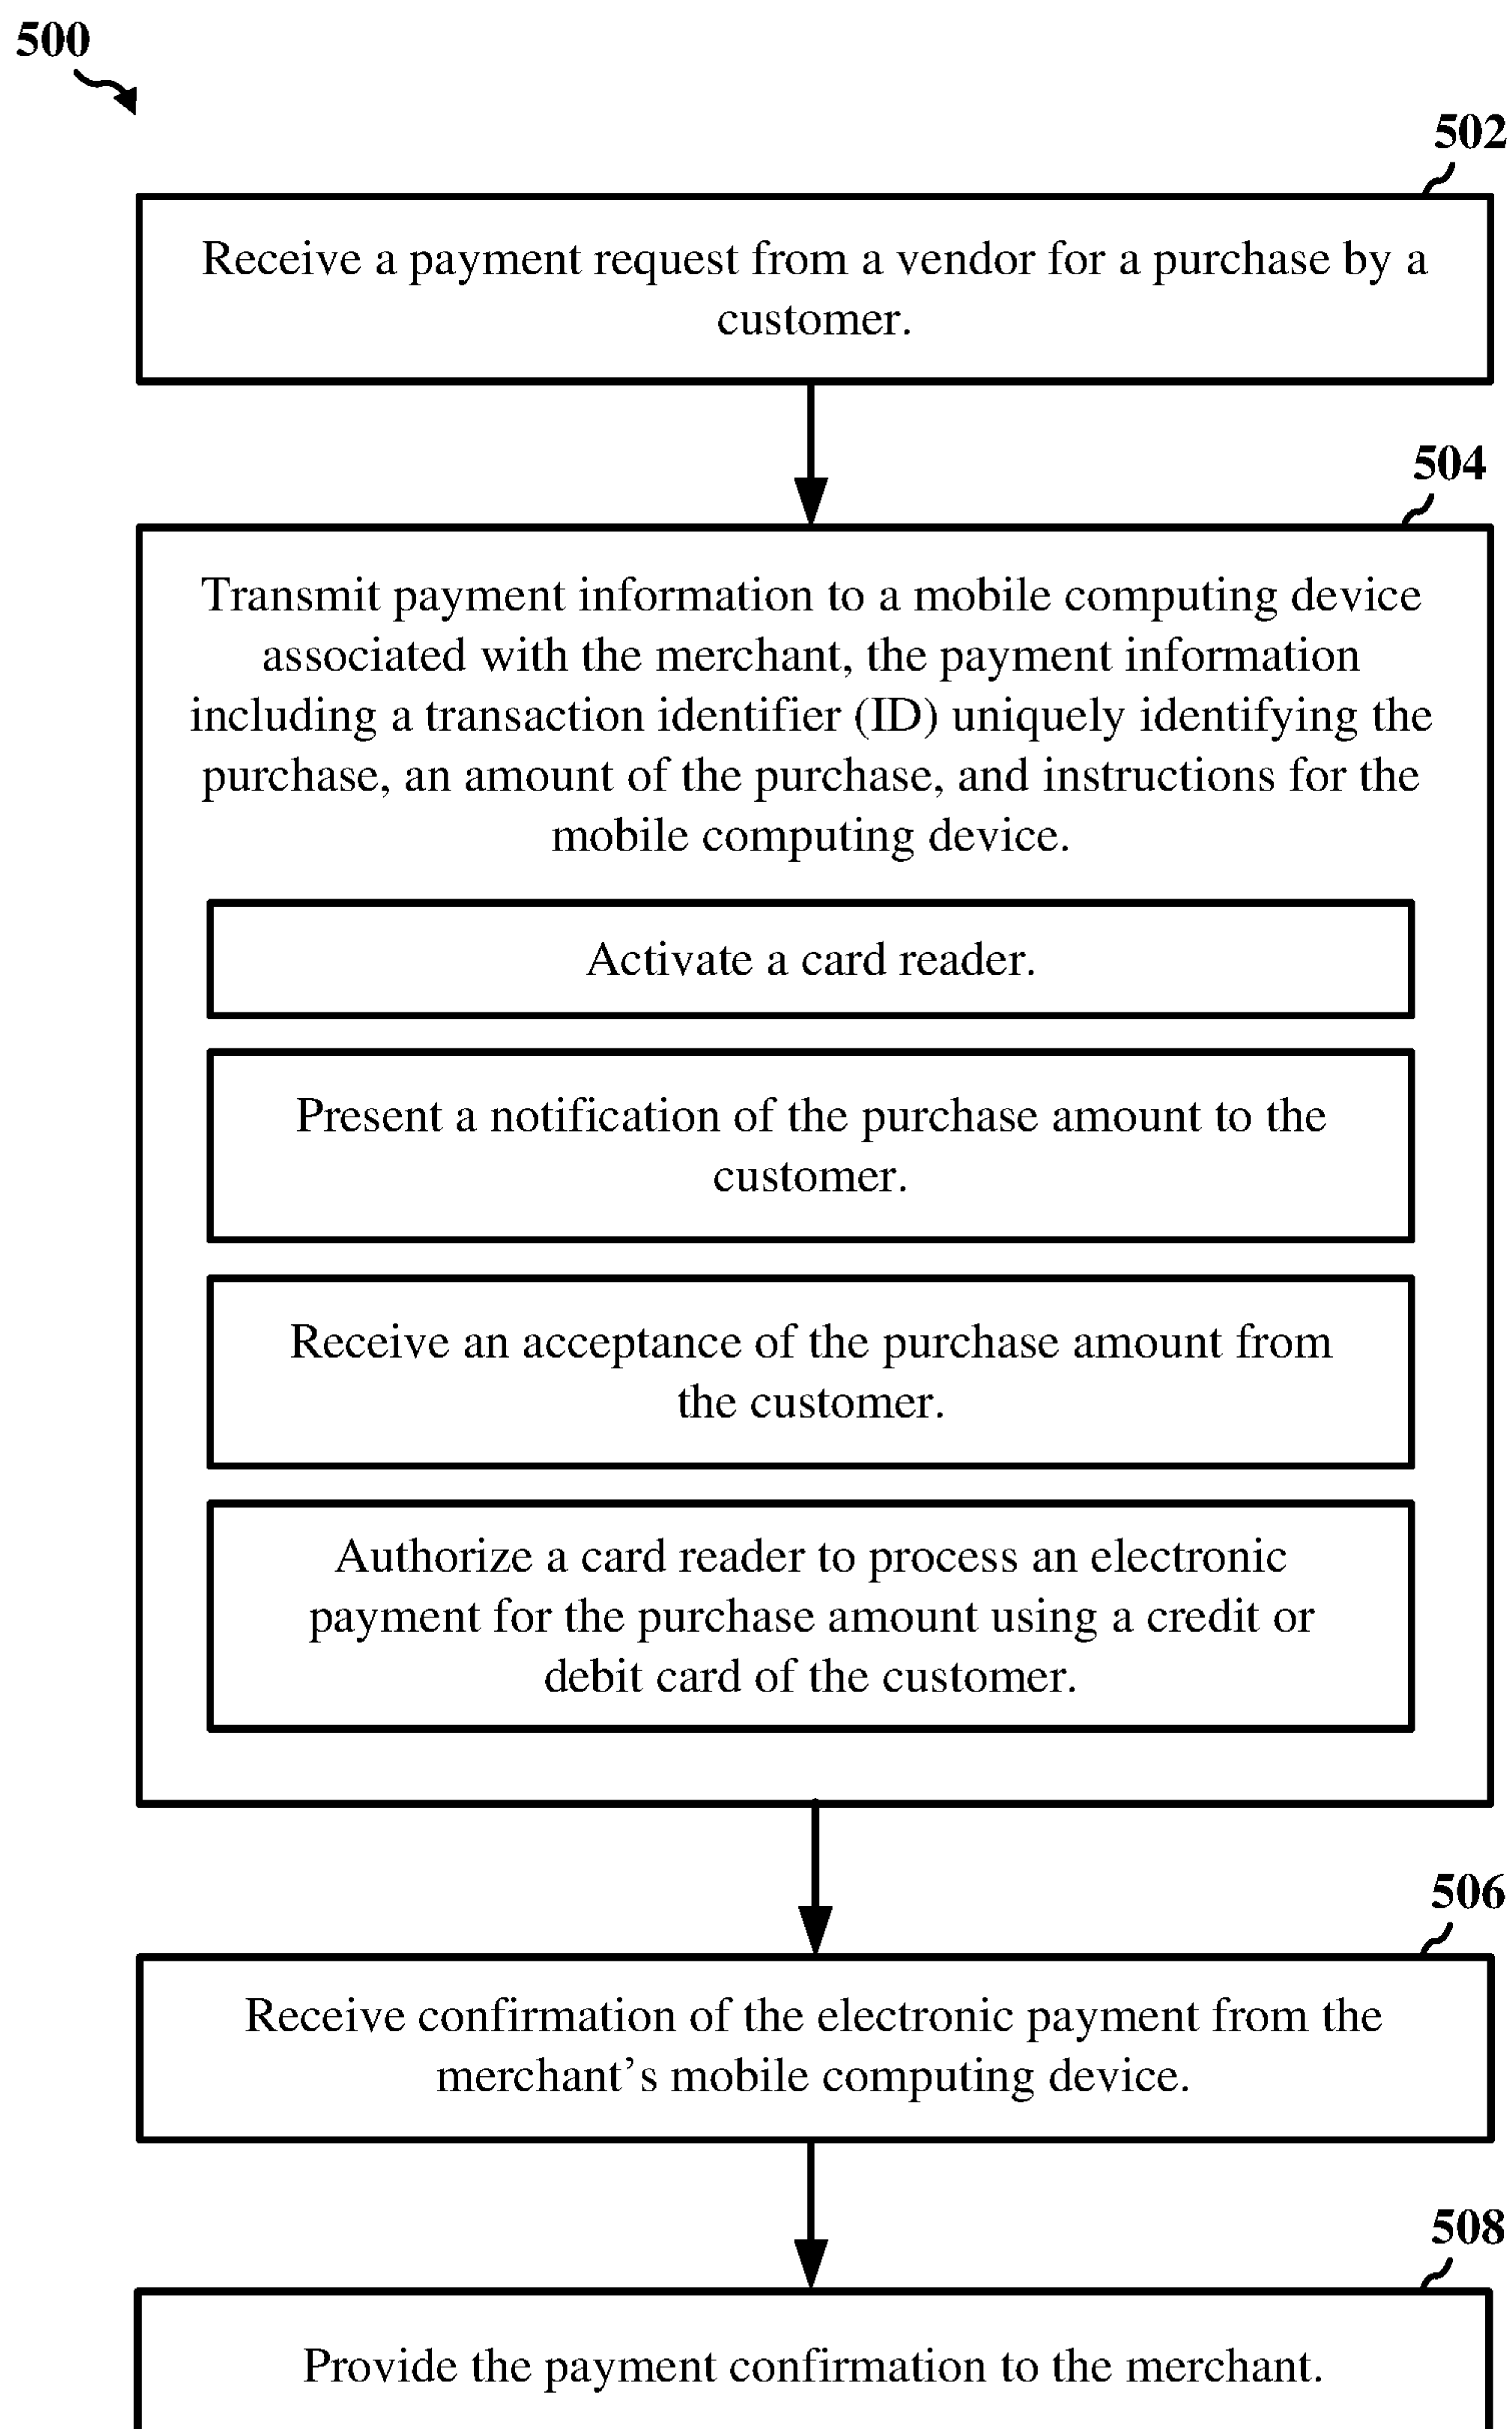 500
502
Receive a payment request from a vendor for a purchase by a
customer.
504
Transmit payment information to a mobile computing device
associated with the merchant, the payment information
including a transaction identifier (ID) uniquely identifying the
purchase, an amount of the purchase, and instructions for the
mobile computing device.
Activate a card reader.
Present a notification of the purchase amount to the
customer.
Receive an acceptance of the purchase amount from
the customer.
Authorize a card reader to process an electronic
payment for the purchase amount using a credit or
debit card of the customer.
506
Receive confirmation of the electronic payment from the
merchant's mobile computing device.
508
Provide the payment confirmation to the merchant.